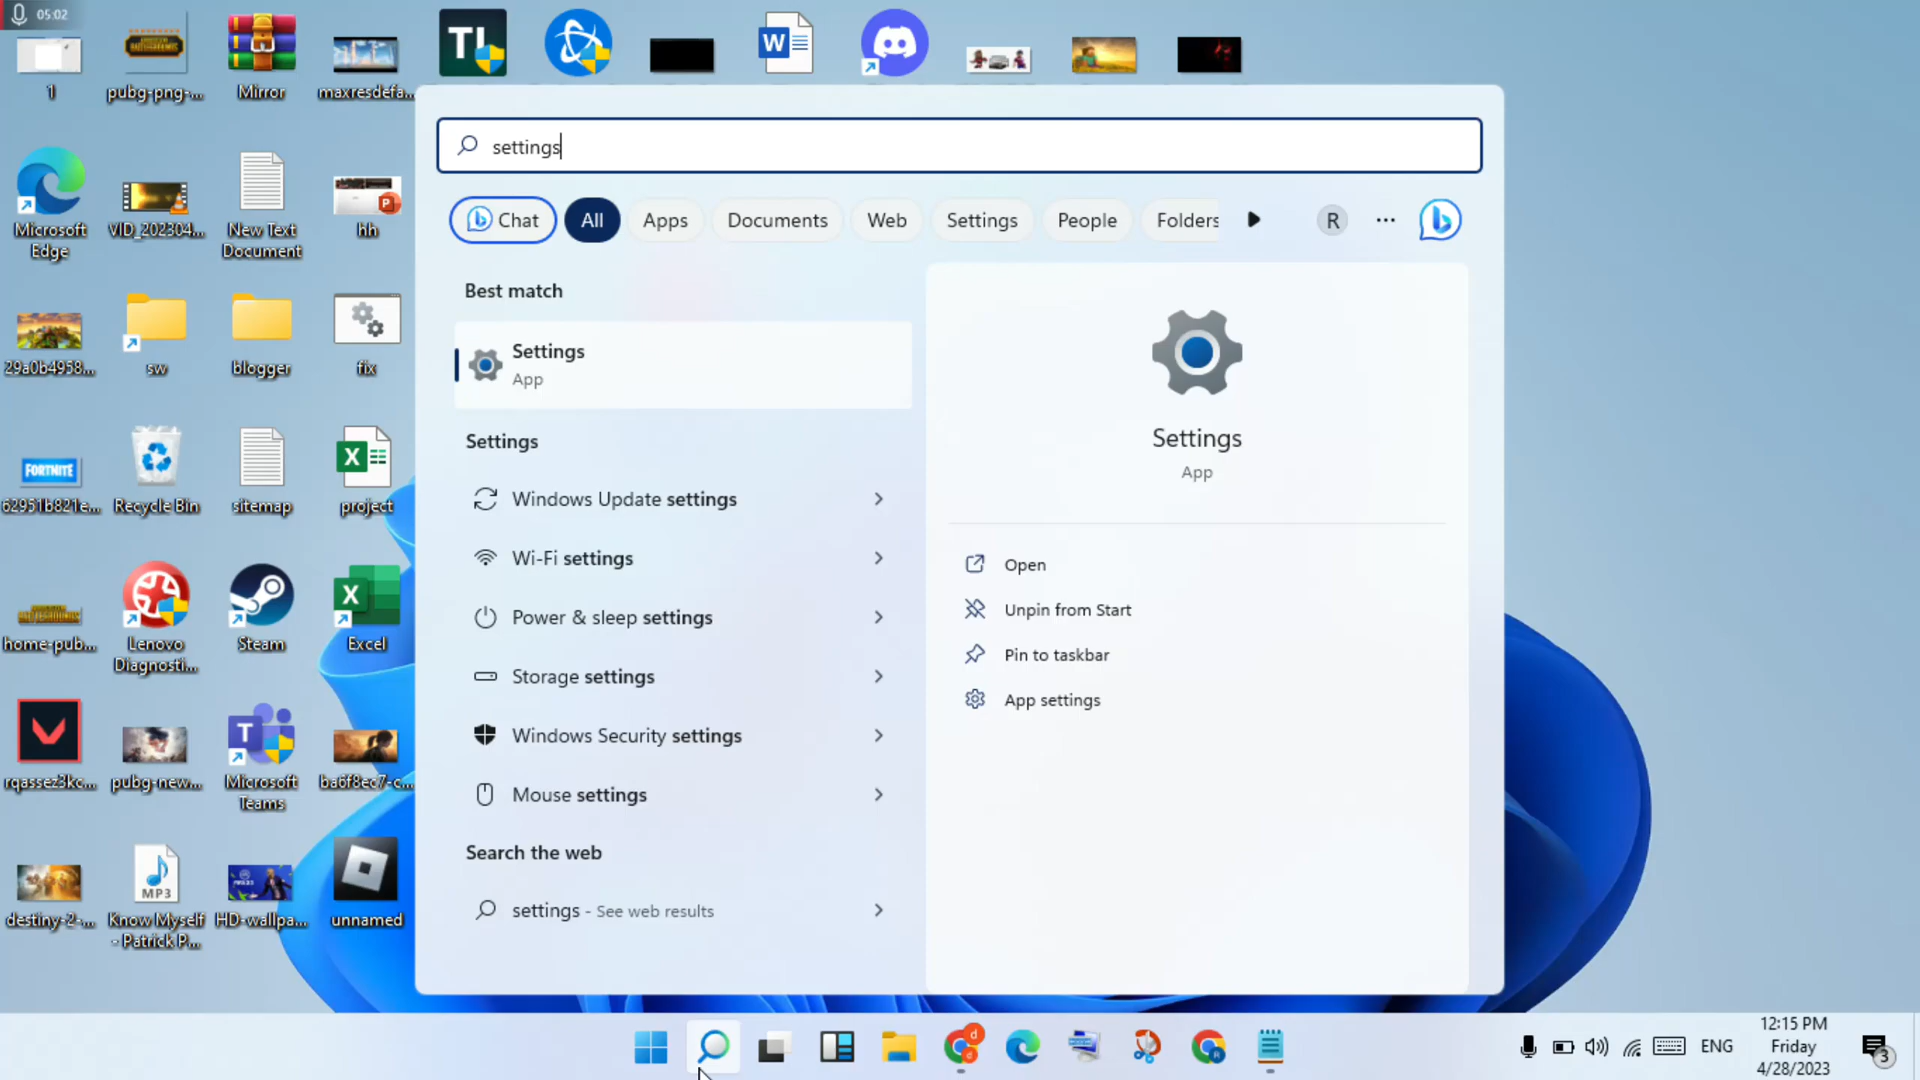 05:02
1
pubg-png-...
Mirror
maxresdefa...
TI
W
settings
Chat
All
Apps
Documents
Web
Settings
People
Folders
R
Microsoft
Edge
VID_202304...
New Text
Document
P
hh
Best match
Settings
App
Settings
App
Settings
Windows Update settings
Wi-Fi settings
Power & sleep settings
Storage settings
Windows Security settings
Mouse settings
Search the web
settings - See web results
Open
Unpin from Start
Pin to taskbar
App settings
29a0b4958...
sw
blogger
fix
FORTNITE
62951b821e...
Recycle Bin
sitemap
X
project
home-pub...
Lenovo
Diagnosti...
Steam
X
Excel
rqassez3kc...
pubg-new...
T
Microsoft
Teams
ba6f8ec7-c...
destiny-2-...
MP3
Know Myself
- Patrick P...
HD-wallpa...
unnamed
d
d
R
ENG
12:15 PM
Friday
4/28/2023
3